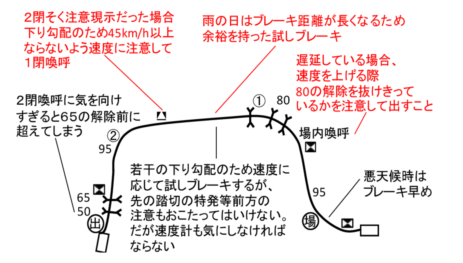 ２閉そく注意現示だった場合
下り勾配のため45km/h以上
ならないよう速度に注意して
１閉喚呼
雨の日はブレーキ距離が長くなるため
余裕を持った試しブレーキ
遅延している場合、
速度を上げる際
80の解除を抜けきって
いるかを注意して出すこと
①
80
２閉喚呼に気を向け
すぎると65の解除前に
超えてしまう
②
95
場内喚呼
若干の下り勾配のため速度に
応じて試しブレーキするが、
先の踏切の特発等前方の
注意もおこたってはいけない。
だが速度計も気にしなければ
ならない
悪天候時は
ブレーキ早め
65
50
95
出
場